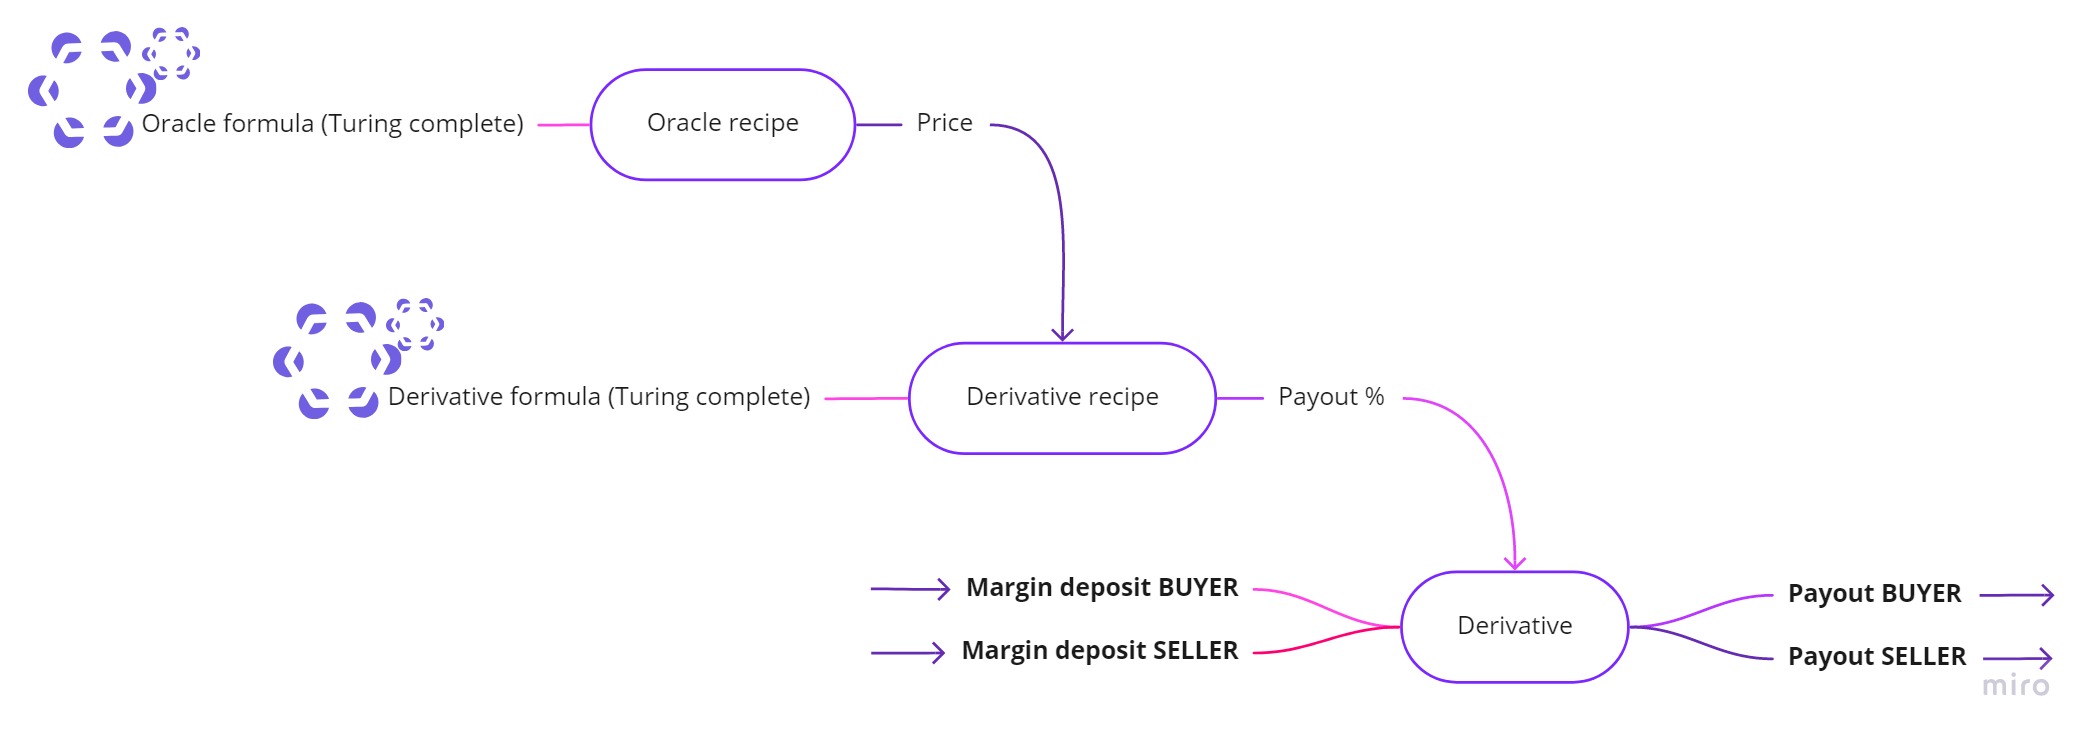 Oracle formula (Turing complete)
Oracle recipe
Price
Derivative formula (Turing complete)
Derivative recipe
Payout %
Margin deposit BUYER
Margin deposit SELLER
Derivative
Payout BUYER
Payout SELLER
miro